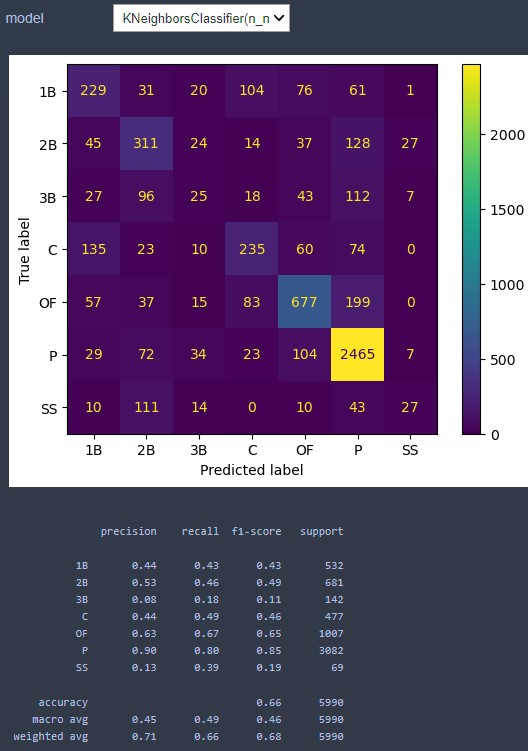 model KNeighborsClassifier(n_n
1B 229 31 20 104 76 61 1
2B 45 311 24 14 37 128 27
3B 27 96 25 18 43 112 7
C 135 23 10 235 60 74 0
OF 57 37 15 83 677 199 0
P 29 72 34 23 104 2465 7
SS 10 111 14 0 10 43 27
1B 2B 3B C OF P SS
True label
Predicted label
2000
1500
1000
500
0
precision recall f1-score support
1B 0.44 0.43 0.43 532
2B 0.53 0.46 0.49 681
3B 0.08 0.18 0.11 142
C 0.44 0.49 0.46 477
OF 0.63 0.67 0.65 1007
P 0.90 0.80 0.85 3082
SS 0.13 0.39 0.19 69
accuracy 0.66 5990
macro avg 0.45 0.49 0.46 5990
weighted avg 0.71 0.66 0.68 5990